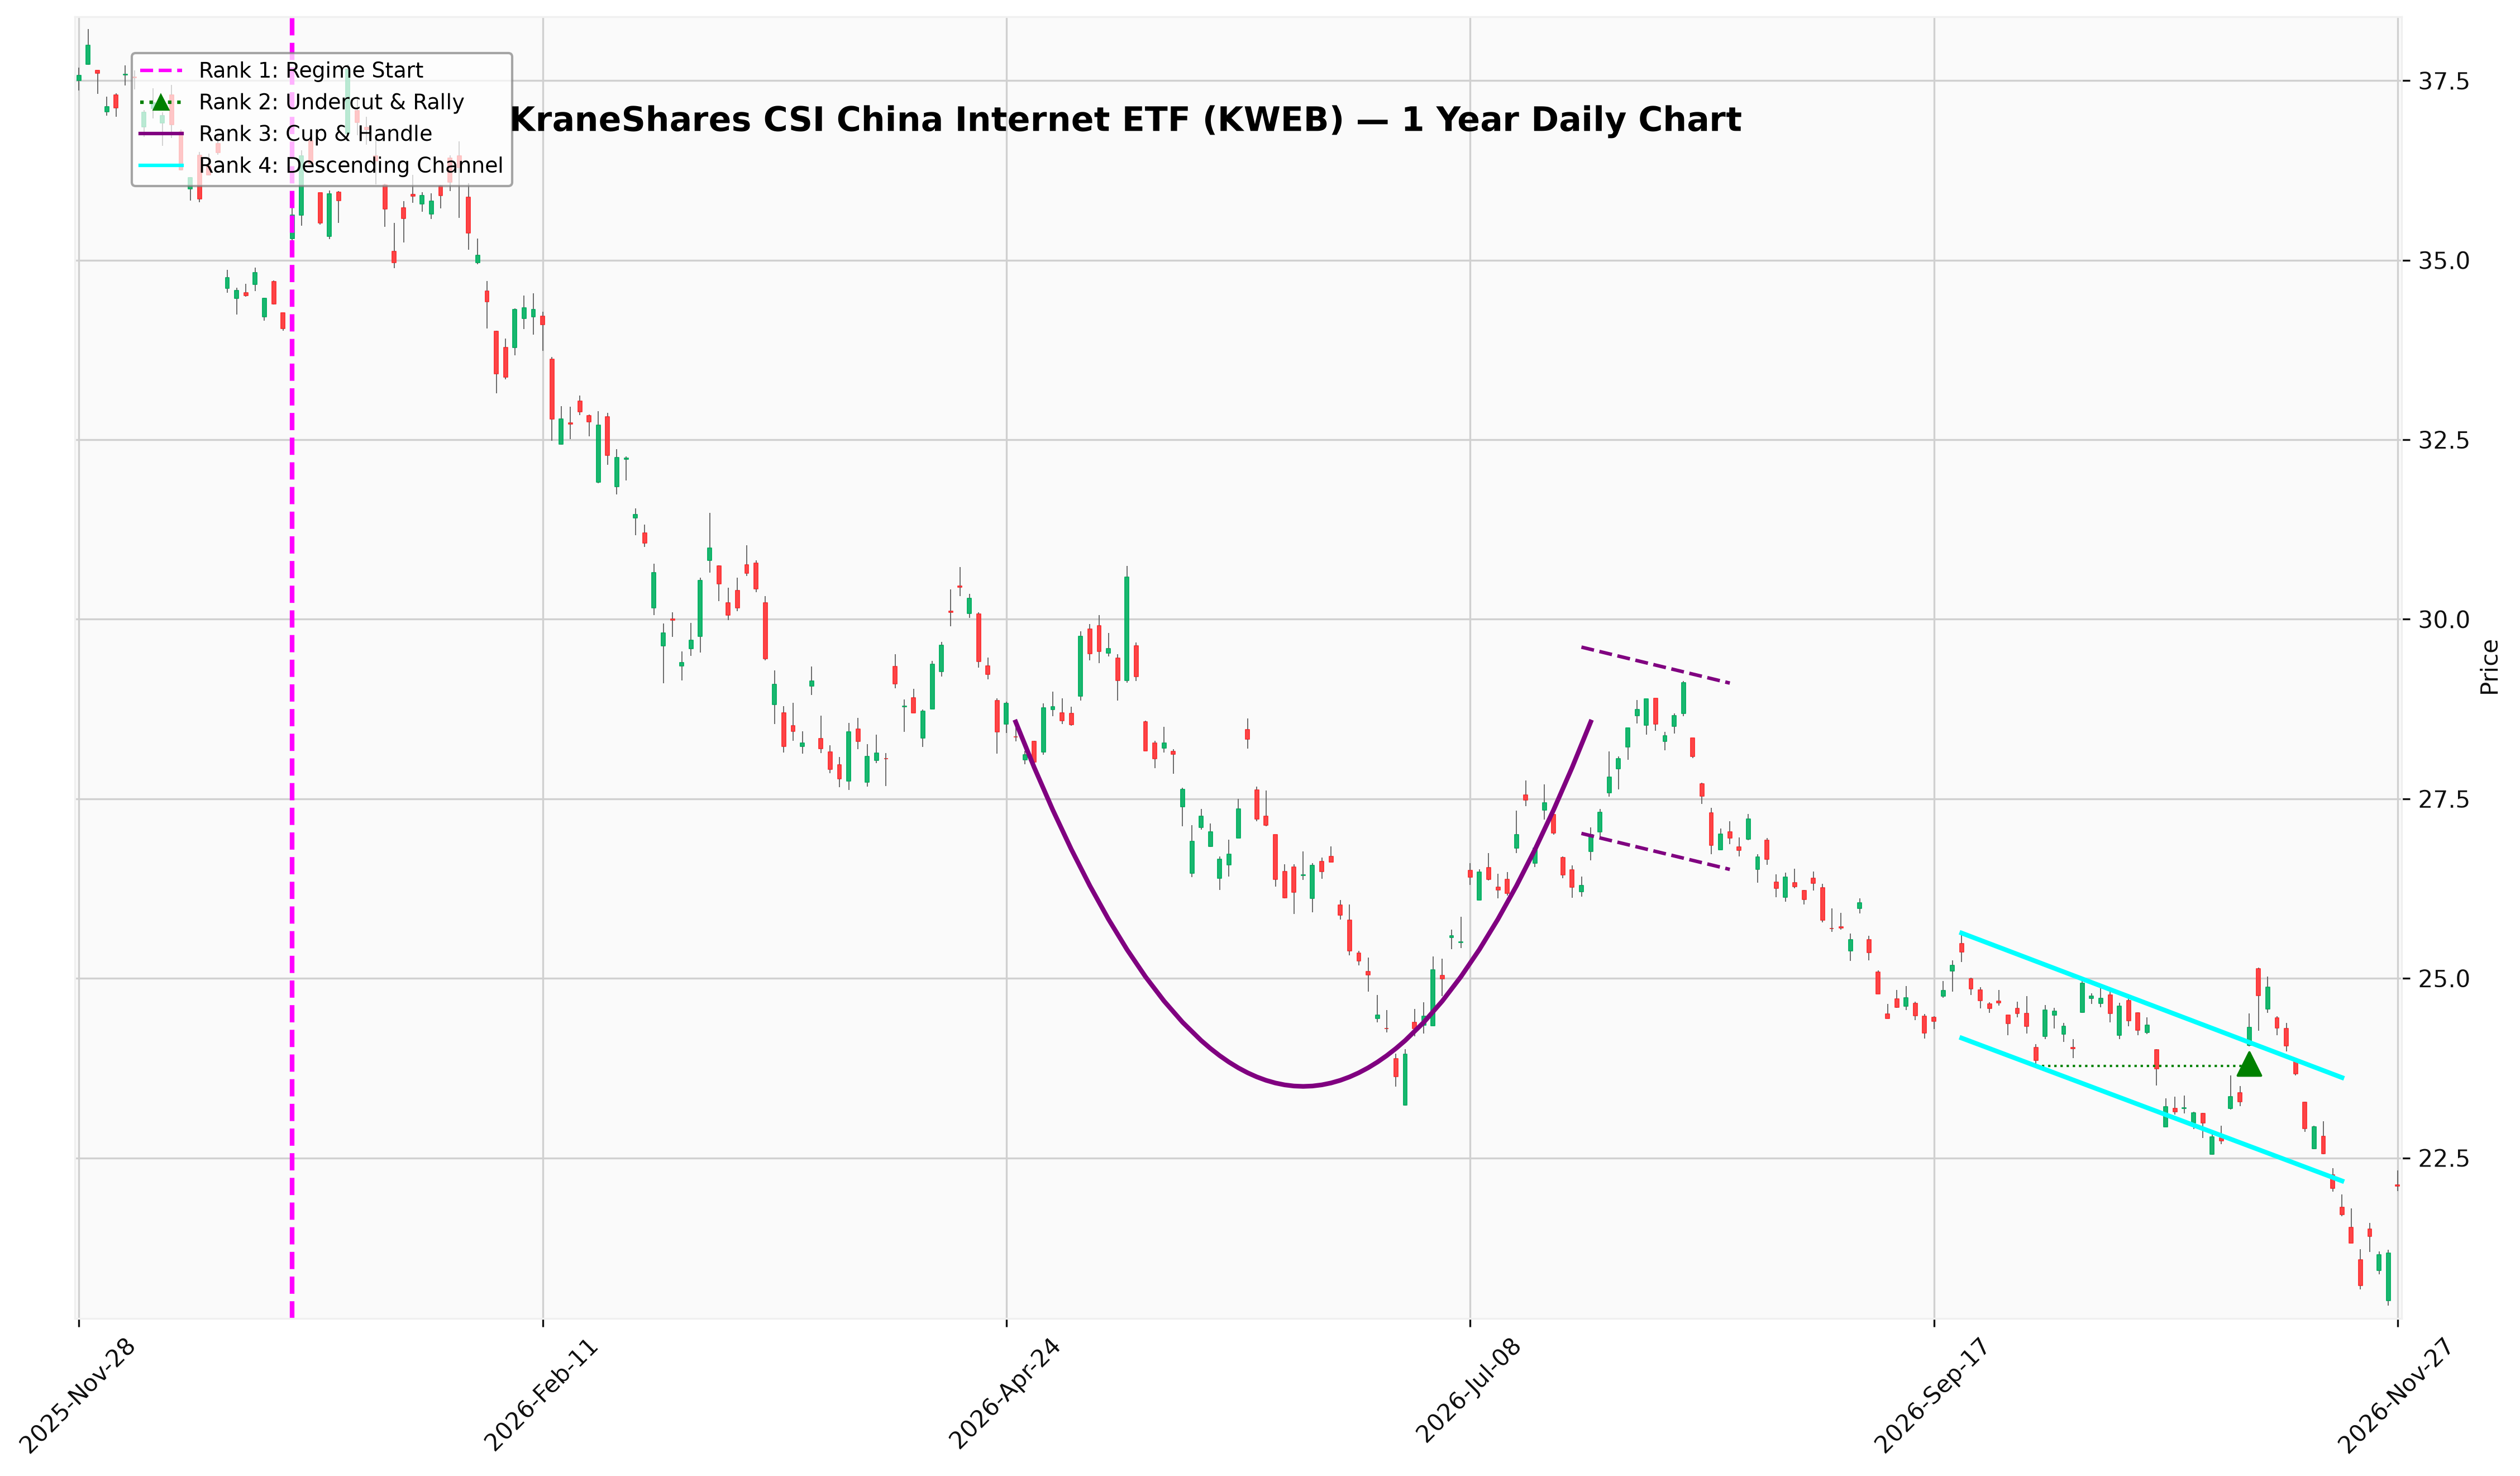 Rank 1: Regime Start
Rank 2: Undercut & Rally
Rank 3: Cup & Handle
Rank 4: Descending Channel
KraneShares CSI China Internet ETF (KWEB) — 1 Year Daily Chart
37.5
35.0
32.5
30.0
27.5
25.0
22.5
Price
2025-Nov-28
2026-Feb-11
2026-Apr-24
2026-Jul-08
2026-Sep-17
2026-Nov-27